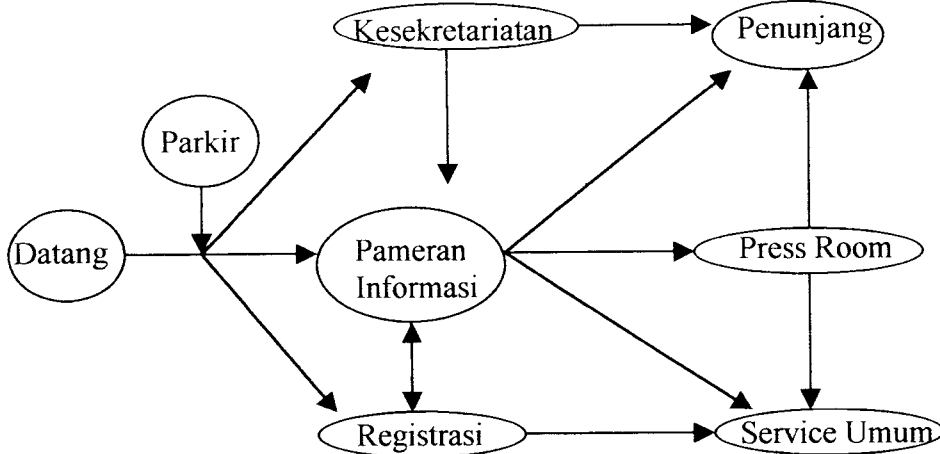 Kesekretariatan
Penunjang
Parkir
Datang
Pameran
Informasi
Press Room
Registrasi
Service Umum